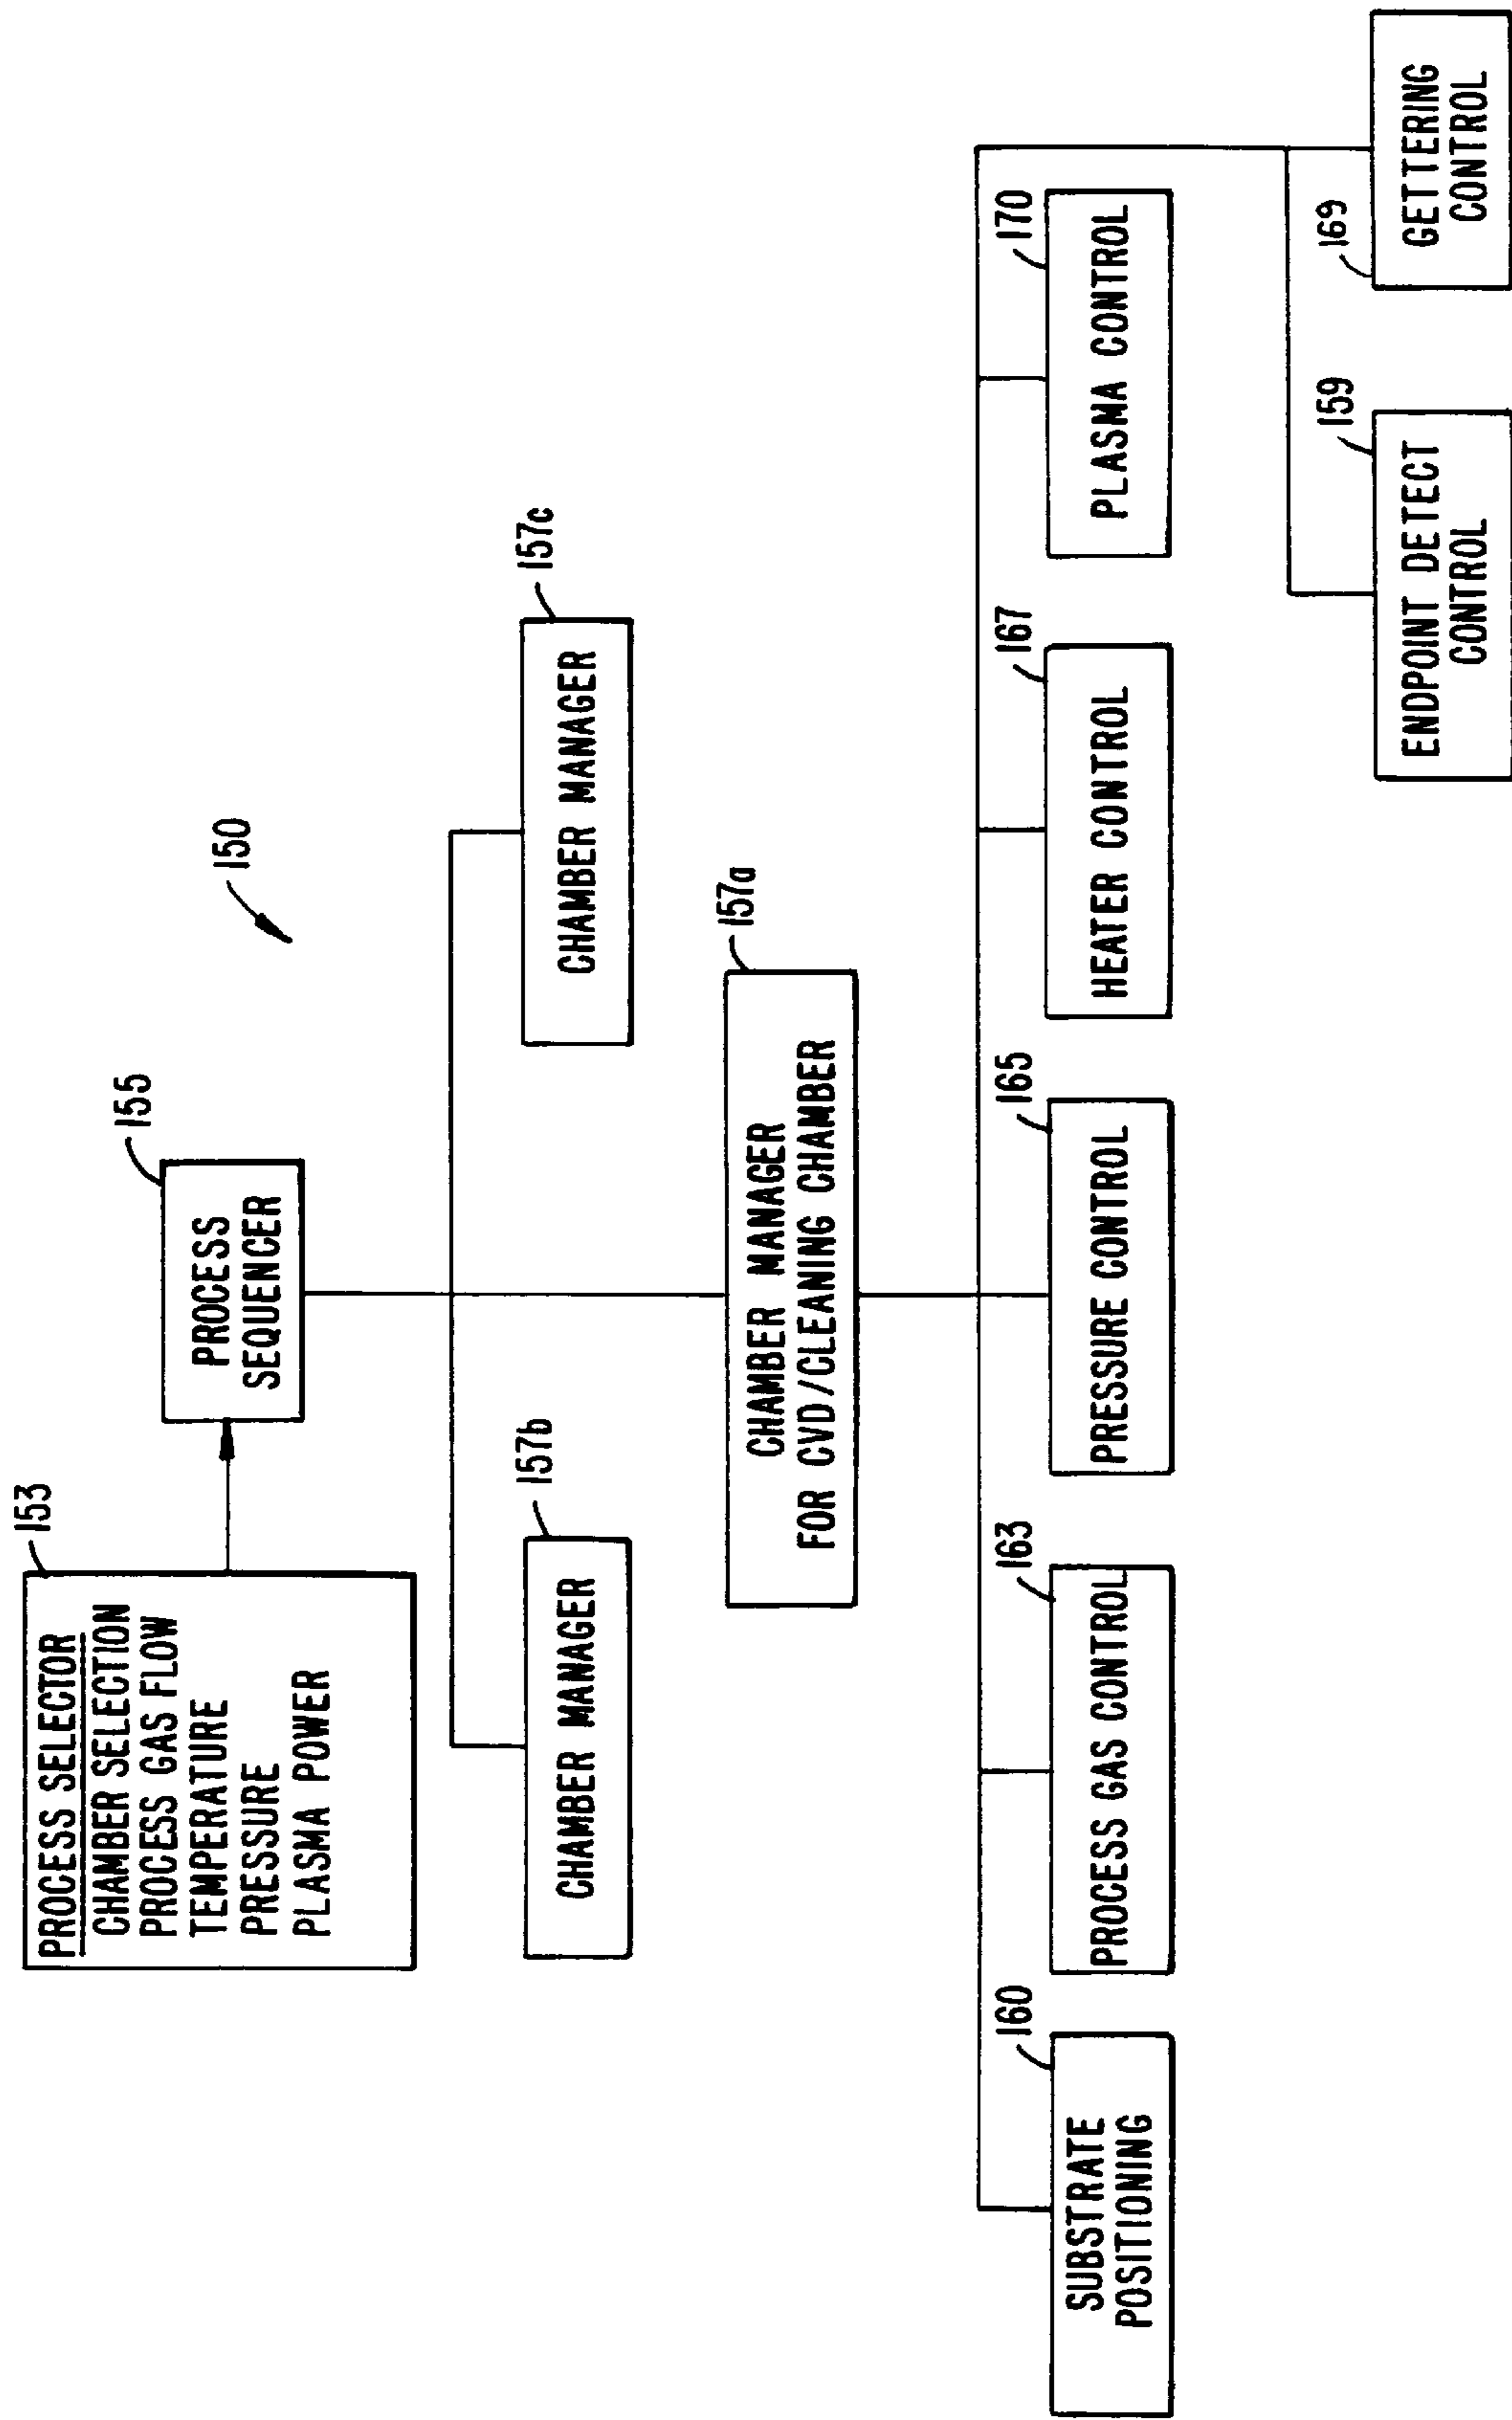 153
PROCESS SELECTOR
CHAMBER SELECTION
PROCESS GAS FLOW
TEMPERATURE
PRESSURE
PLASMA POWER
155
PROCESS
SEQUENCER
150
157b
CHAMBER MANAGER
157c
CHAMBER MANAGER
157a
CHAMBER MANAGER
FOR CVD/CLEANING CHAMBER
160
SUBSTRATE
POSITIONING
163
PROCESS GAS CONTROL
165
PRESSURE CONTROL
167
HEATER CONTROL
170
PLASMA CONTROL
159
ENDPOINT DETECT
CONTROL
169
GETTERING
CONTROL